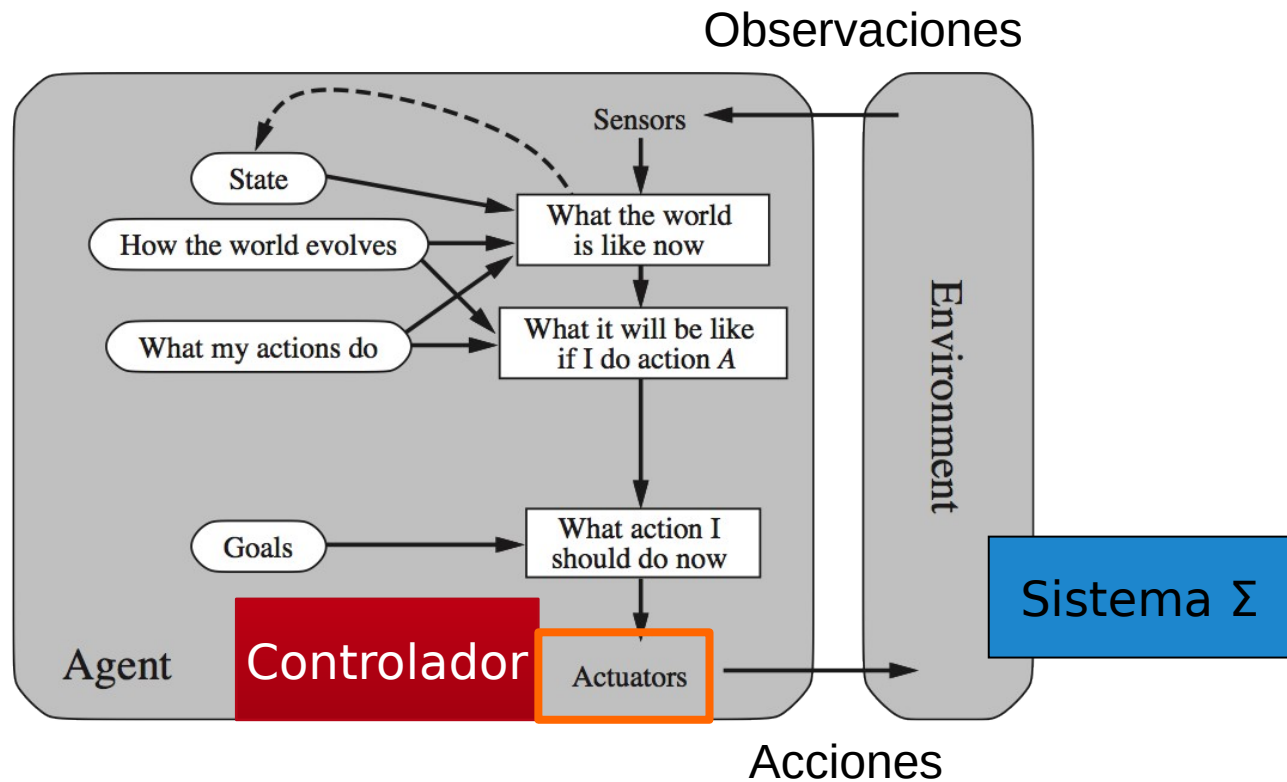 Observaciones
Sensors
State
What the world
is like now
How the world evolves
What it will be like
if I do action A
What my actions do
Environment
What action I
should do now
Goals
Sistema Σ
Controlador
Agent
Actuators
Acciones